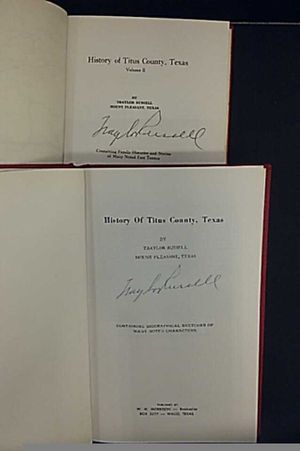 History of Titus County, Texas
Volume II
BY
TRAYLOR RUSSELL
MOUNT PLEASANT, TEXAS
Traylor Russell
Containing Family Histories and Stories
of Many Noted East Texans
History Of Titus County, Texas
BY
TRAYLOR RUSSELL
MOUNT PLEASANT, TEXAS
Traylor Russell
CONTAINING BIOGRAPHICAL SKETCHES OF
MANY NOTED CHARACTERS
PUBLISHED BY
W. M. MORRISON —
BOX — WACO, TEXAS